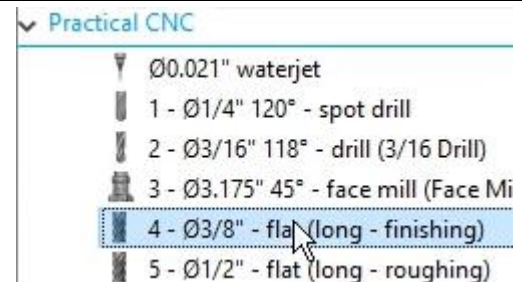 Practical CNC
Ø0.021" waterjet
1 - Ø1/4" 120° - spot drill
2 - Ø3/16" 118° - drill (3/16 Drill)
3 - Ø3.175" 45° - face mill (Face Mi
4 - Ø3/8" - flat (long - finishing)
5 - Ø1/2" - flat (long - roughing)